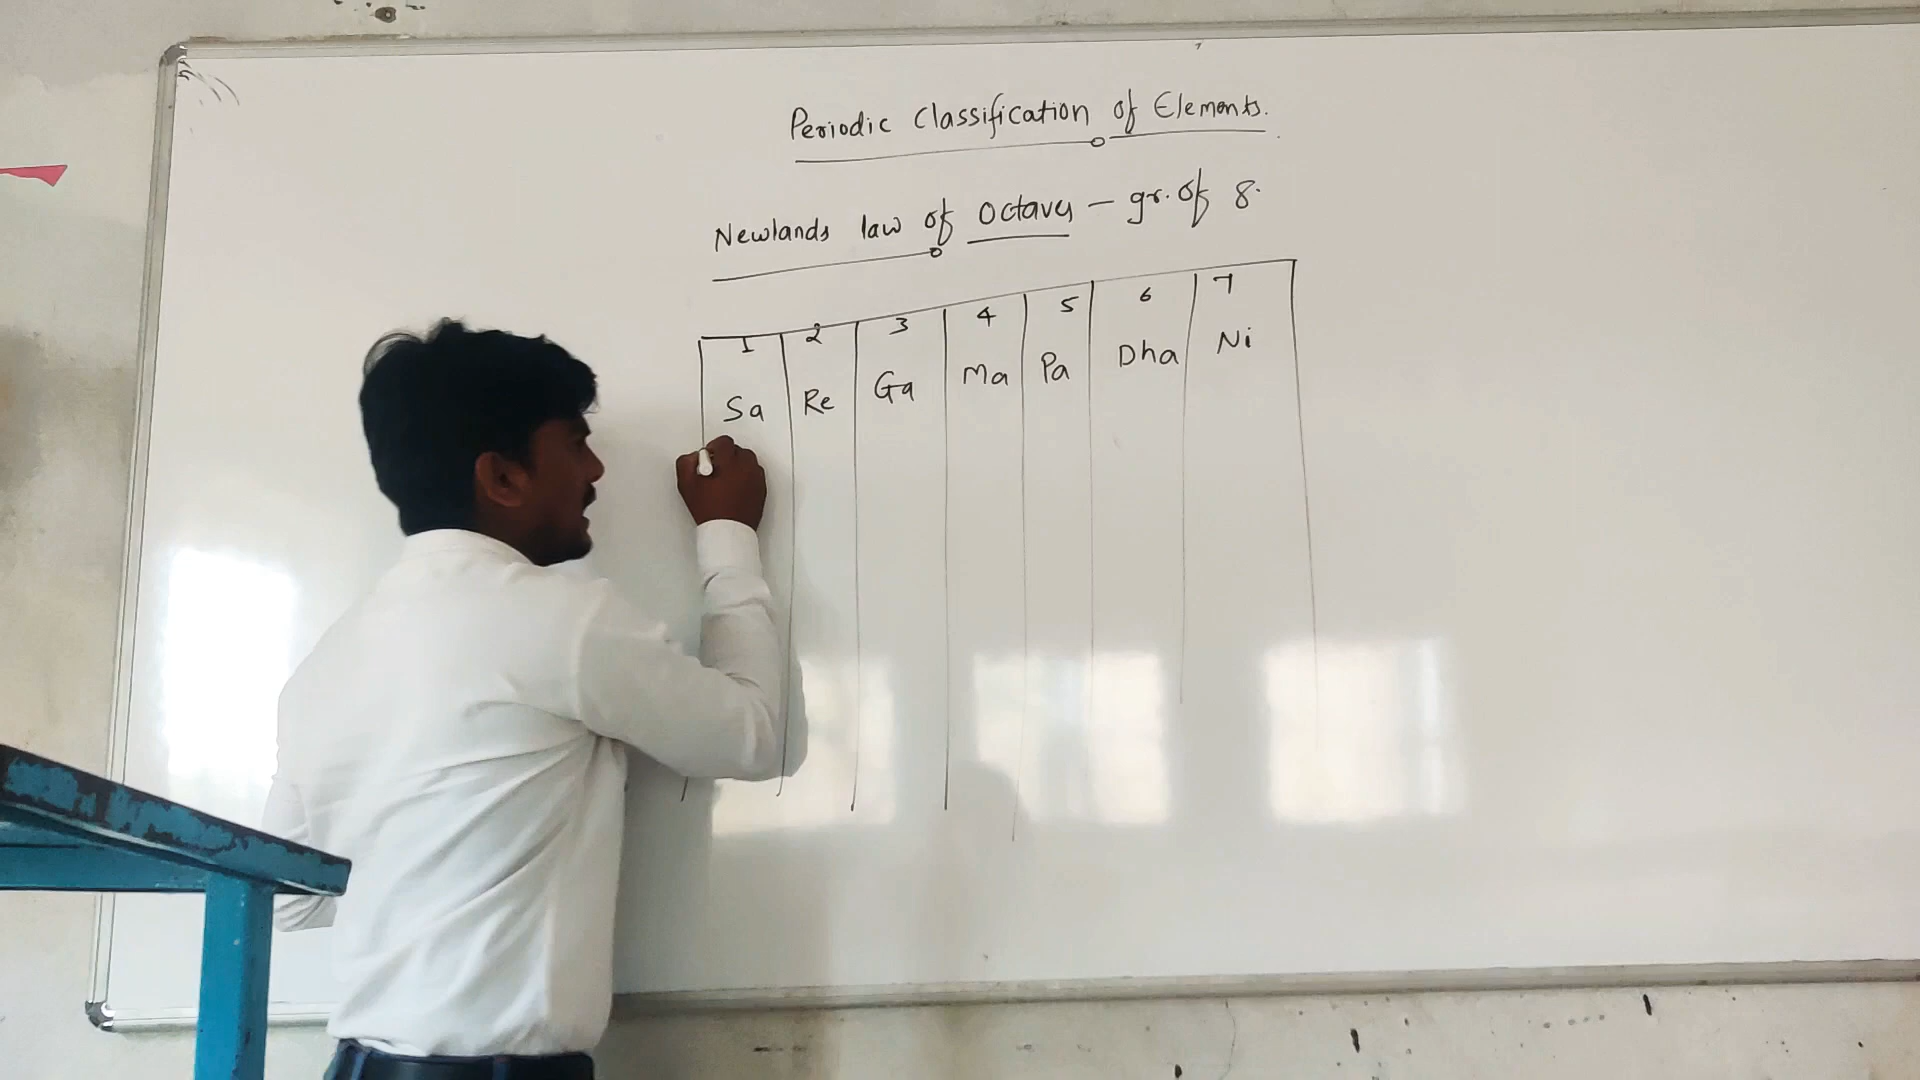 Periodic Classification of Elements.
Newlands law of Octaves – gr. of 8.
1 2 3 4 5 6 7
Sa Re Ga Ma Pa Dha Ni